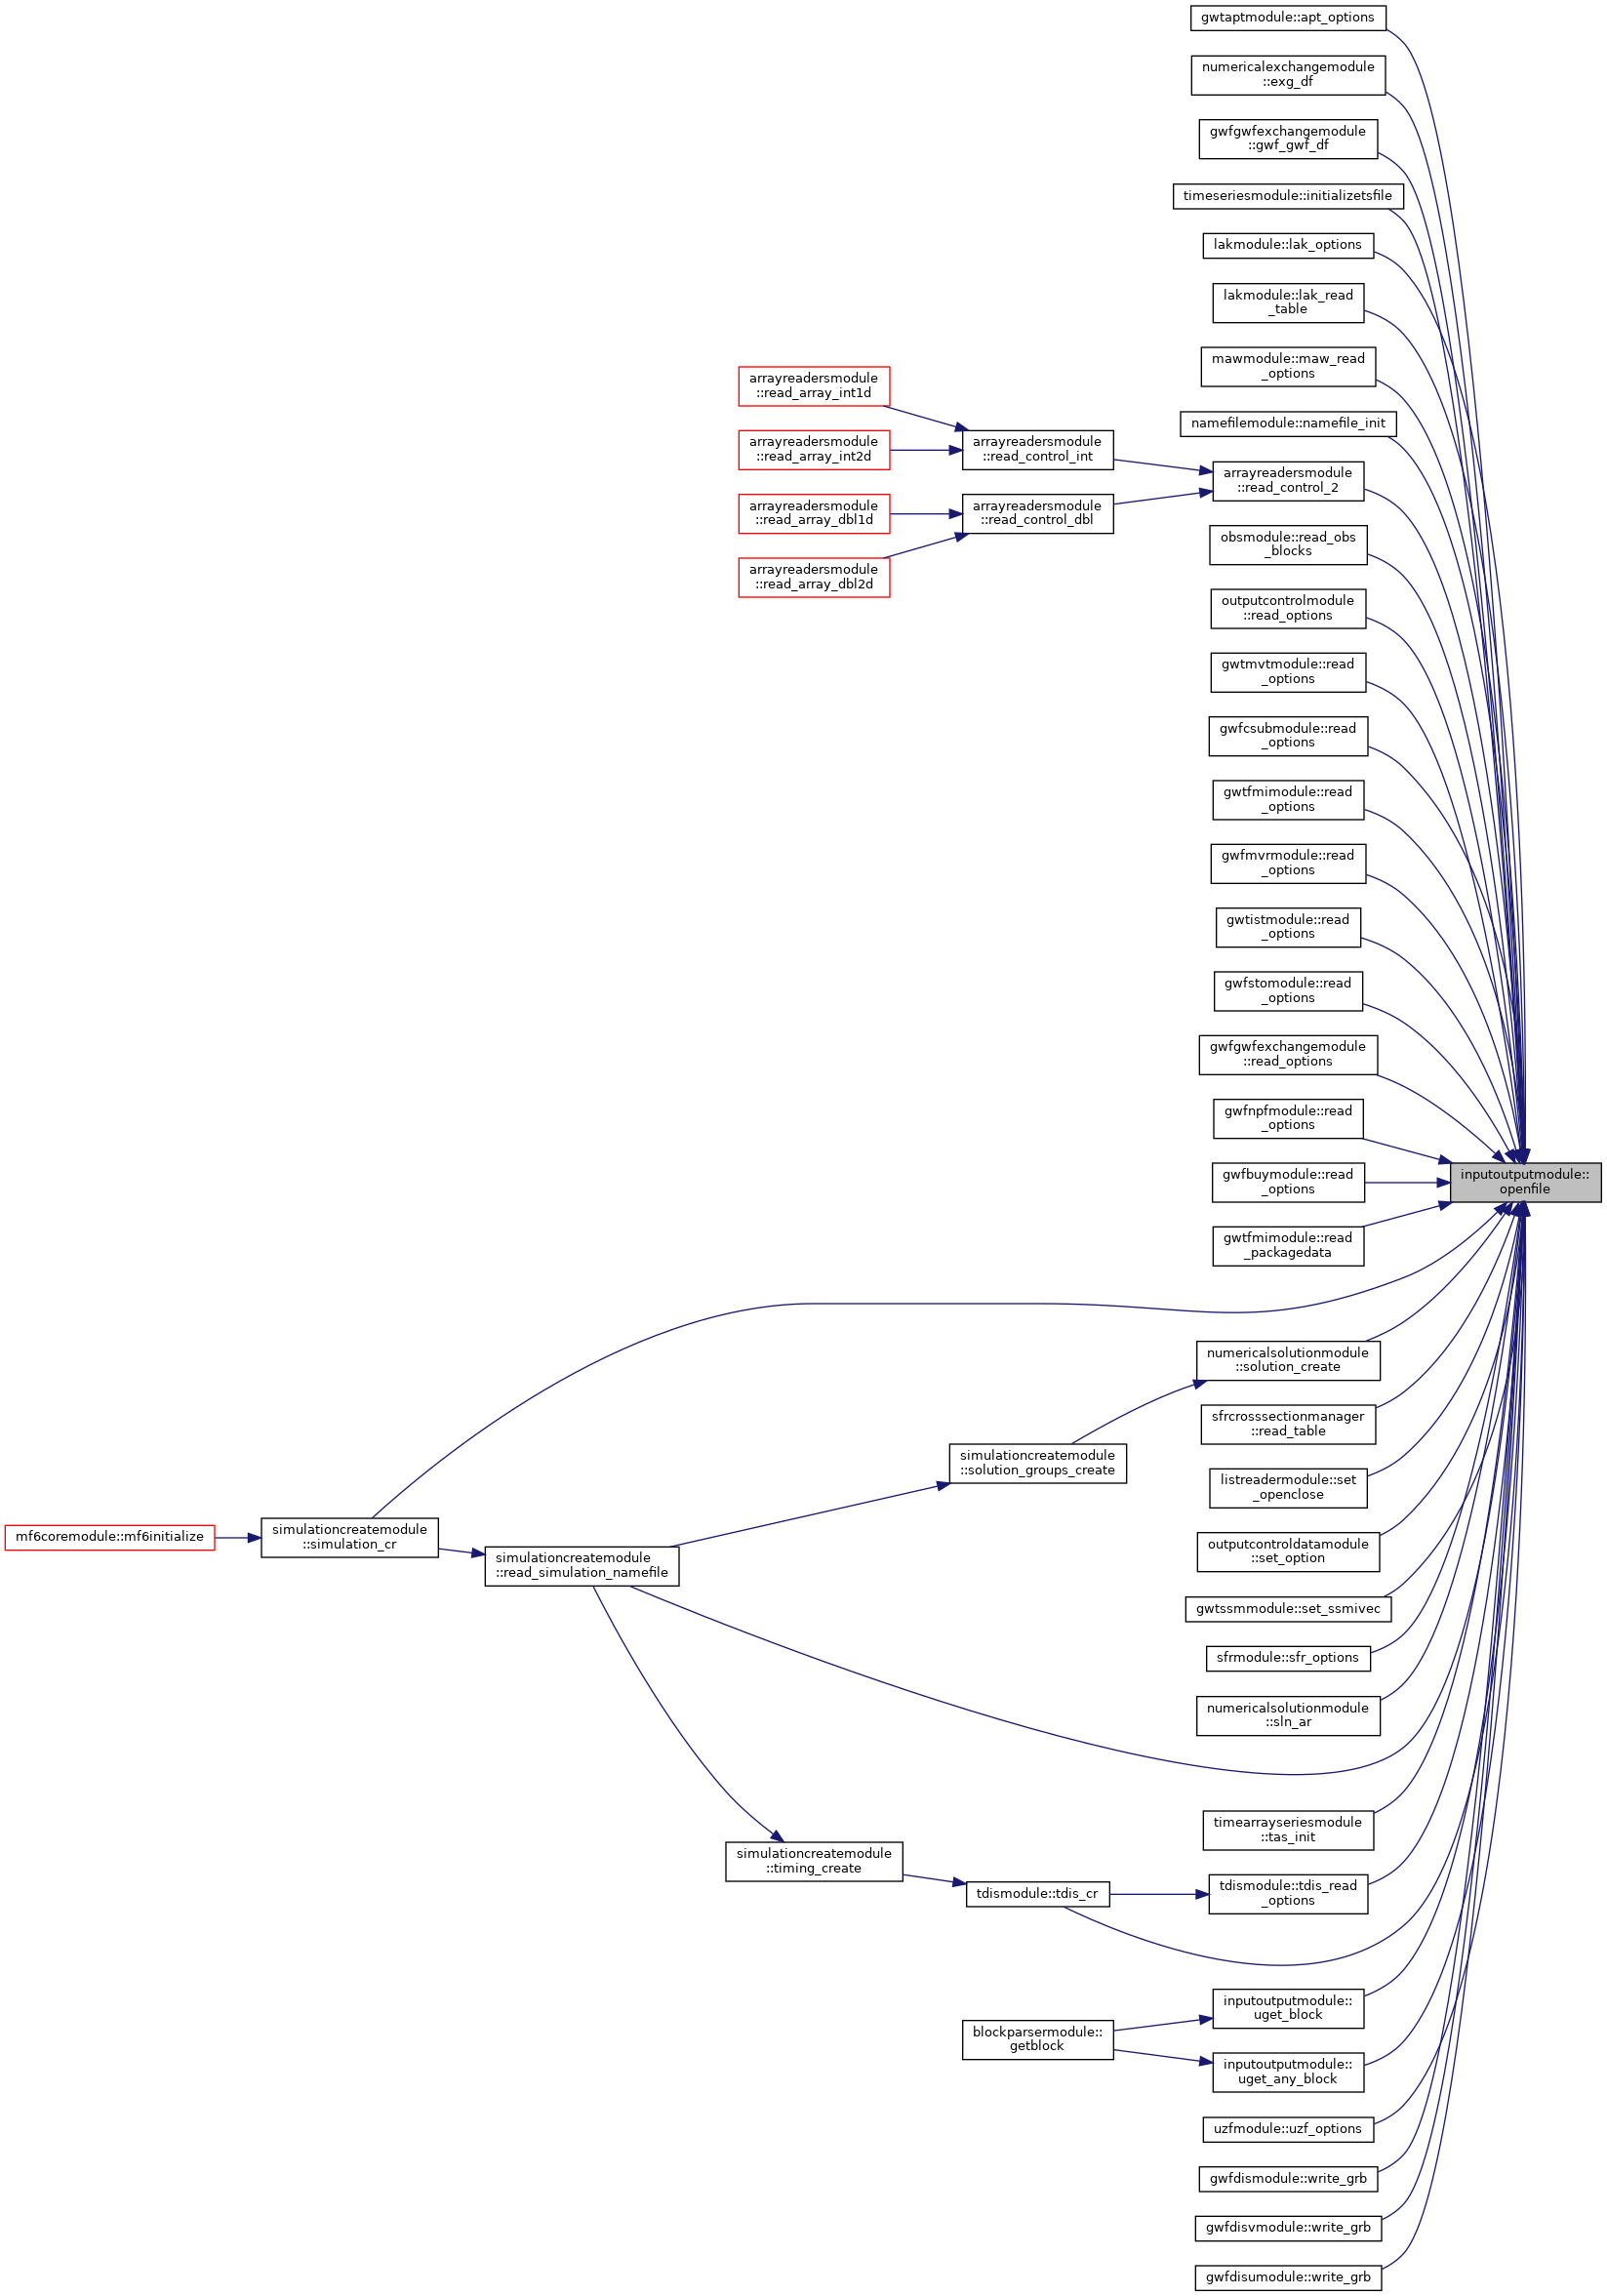 gwtaptmodule::apt_options
numericalexchangemodule
::exg_df
gwfgwfexchangemodule
::gwf_gwf_df
timeseriesmodule::initializetsfile
lakmodule::lak_options
lakmodule::lak_read
_table
mawmodule::maw_read
_options
namefilemodule::namefile_init
arrayreadersmodule
::read_array_int1d
arrayreadersmodule
::read_array_int2d
arrayreadersmodule
::read_array_dbl1d
arrayreadersmodule
::read_array_dbl2d
arrayreadersmodule
::read_control_int
arrayreadersmodule
::read_control_dbl
arrayreadersmodule
::read_control_2
obsmodule::read_obs
_blocks
outputcontrolmodule
::read_options
gwtmvtmodule::read
_options
gwfcsubmodule::read
_options
gwtfmimodule::read
_options
gwfmvrmodule::read
_options
gwtistmodule::read
_options
gwfstomodule::read
_options
gwfgwfexchangemodule
::read_options
gwfnpfmodule::read
_options
gwfbuymodule::read
_options
inputoutputmodule::
openfile
gwtfmimodule::read
_packagedata
numericalsolutionmodule
::solution_create
sfrcrosssectionmanager
::read_table
simulationcreatemodule
::solution_groups_create
listreadermodule::set
_openclose
mf6coremodule::mf6initialize
simulationcreatemodule
::simulation_cr
simulationcreatemodule
::read_simulation_namefile
outputcontroldatamodule
::set_option
gwtssmmodule::set_ssmivec
sfrmodule::sfr_options
numericalsolutionmodule
::sln_ar
timearrayseriesmodule
::tas_init
simulationcreatemodule
::timing_create
tdismodule::tdis_cr
tdismodule::tdis_read
_options
blockparsermodule::
getblock
inputoutputmodule::
uget_block
inputoutputmodule::
uget_any_block
uzfmodule::uzf_options
gwfdismodule::write_grb
gwfdisvmodule::write_grb
gwfdisumodule::write_grb